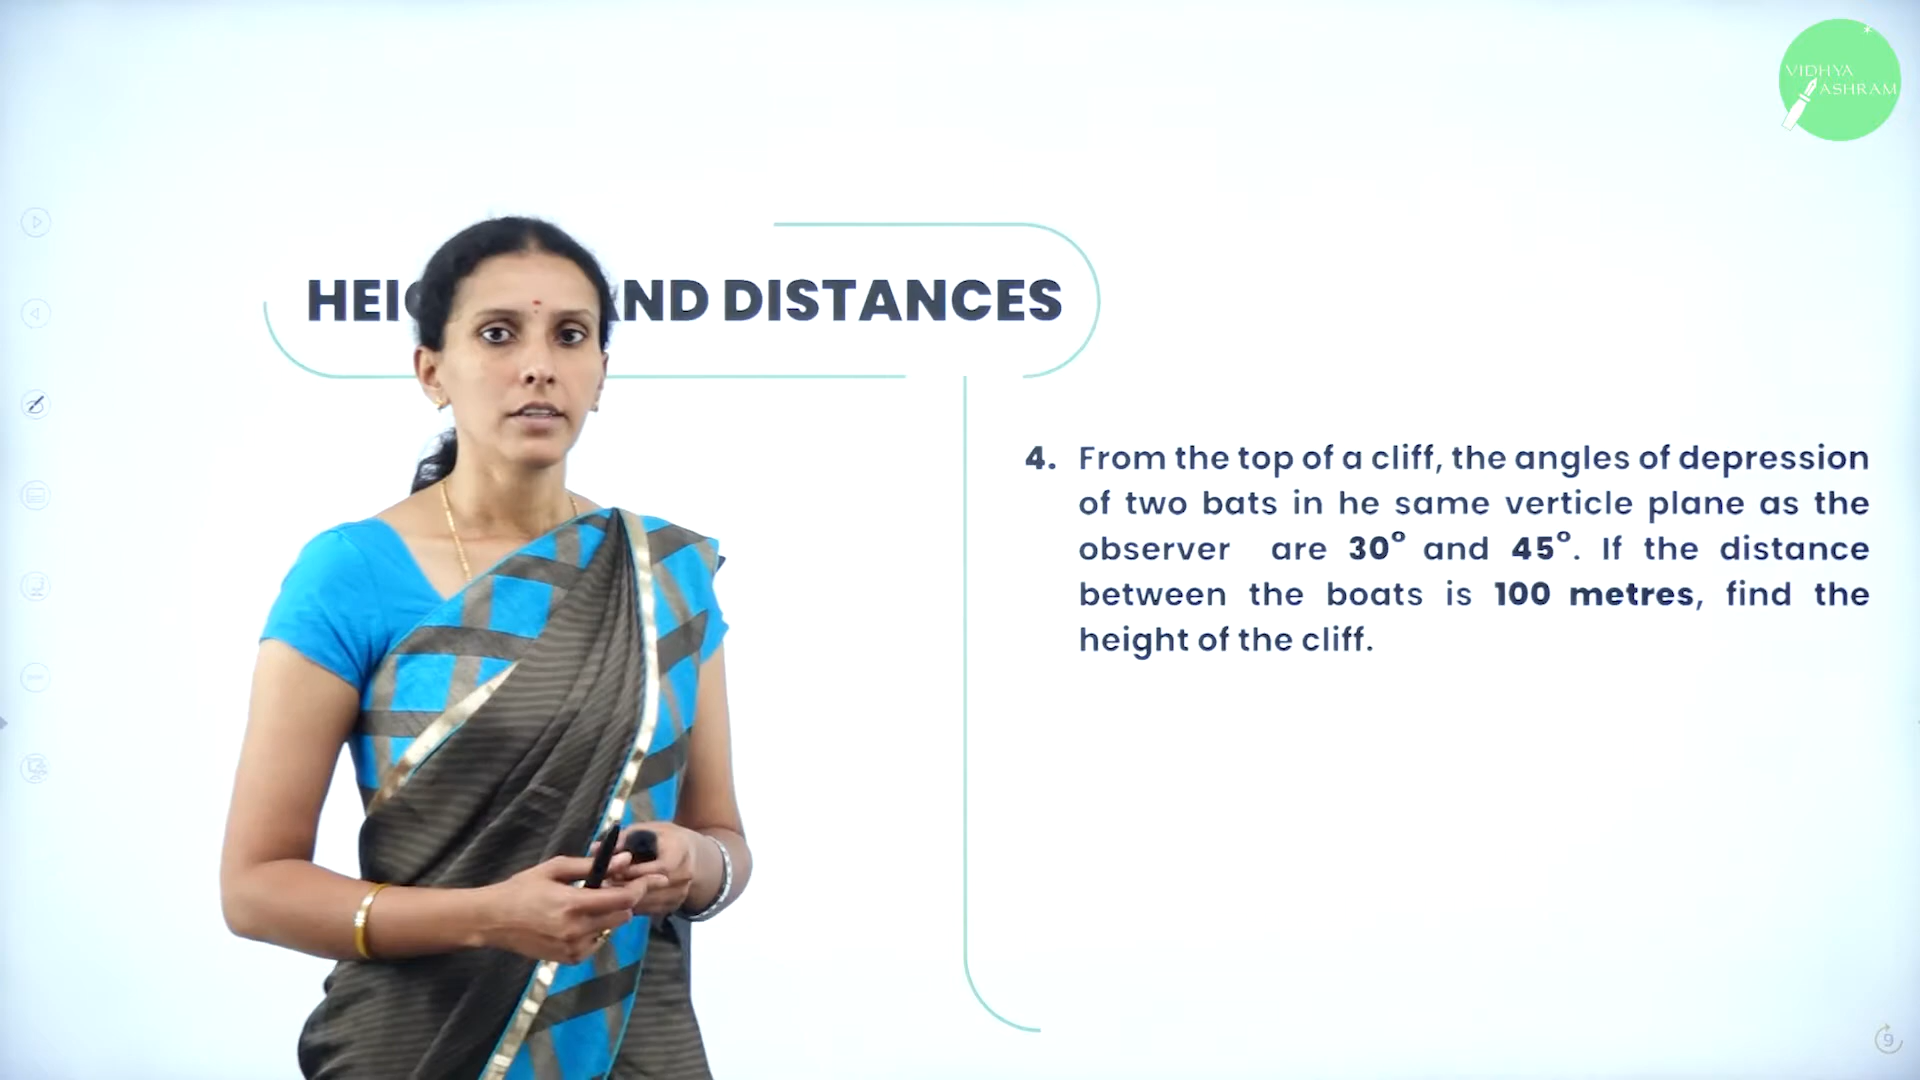 VIDHYA
ASHRAM
AND DISTANCES
4. From the top of a cliff, the angles of depression
of two bats in he same verticle plane as the
observer are 30° and 45°. If the distance
between the boats is 100 metres, find the
height of the cliff.
9